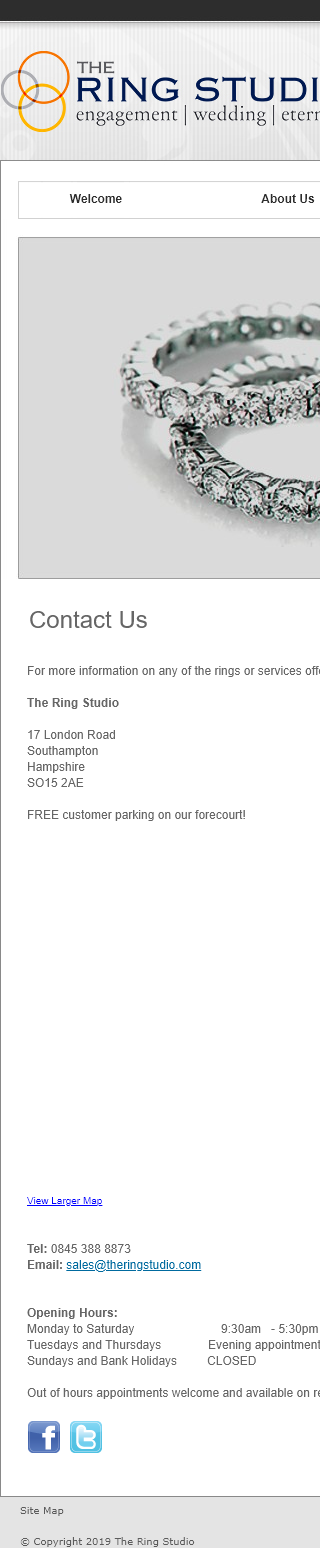 THE
RING STUDI
engagement | wedding | etern
Welcome About Us
Contact Us
For more information on any of the rings or services off
The Ring Studio
17 London Road
Southampton
Hampshire
SO15 2AE
FREE customer parking on our forecourt!
View Larger Map
Tel: 0845 388 8873
Email: sales@theringstudio.com
Opening Hours:
Monday to Saturday 9:30am - 5:30pm
Tuesdays and Thursdays Evening appointment
Sundays and Bank Holidays CLOSED
Out of hours appointments welcome and available on re
Site Map
© Copyright 2019 The Ring Studio